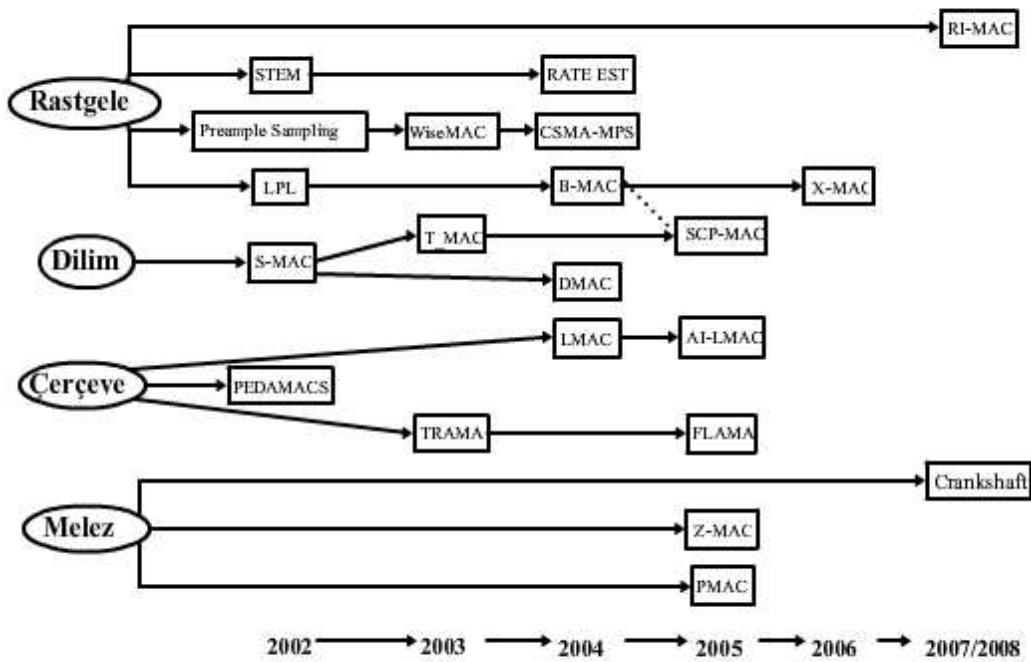 RI-MAC
STEM
RATE EST
Rastgele
Preample Sampling
WiseMAC
CSMA-MPS
LPL
B-MAC
X-MAC
T_MAC
SCP-MAC
Dilim
S-MAC
DMAC
LMAC
AI-LMAC
Çerçeve
PEDAMACS
TRAMA
FLAMA
Crankshaft
Melez
Z-MAC
PMAC
2002 2003 2004 2005 2006 2007/2008